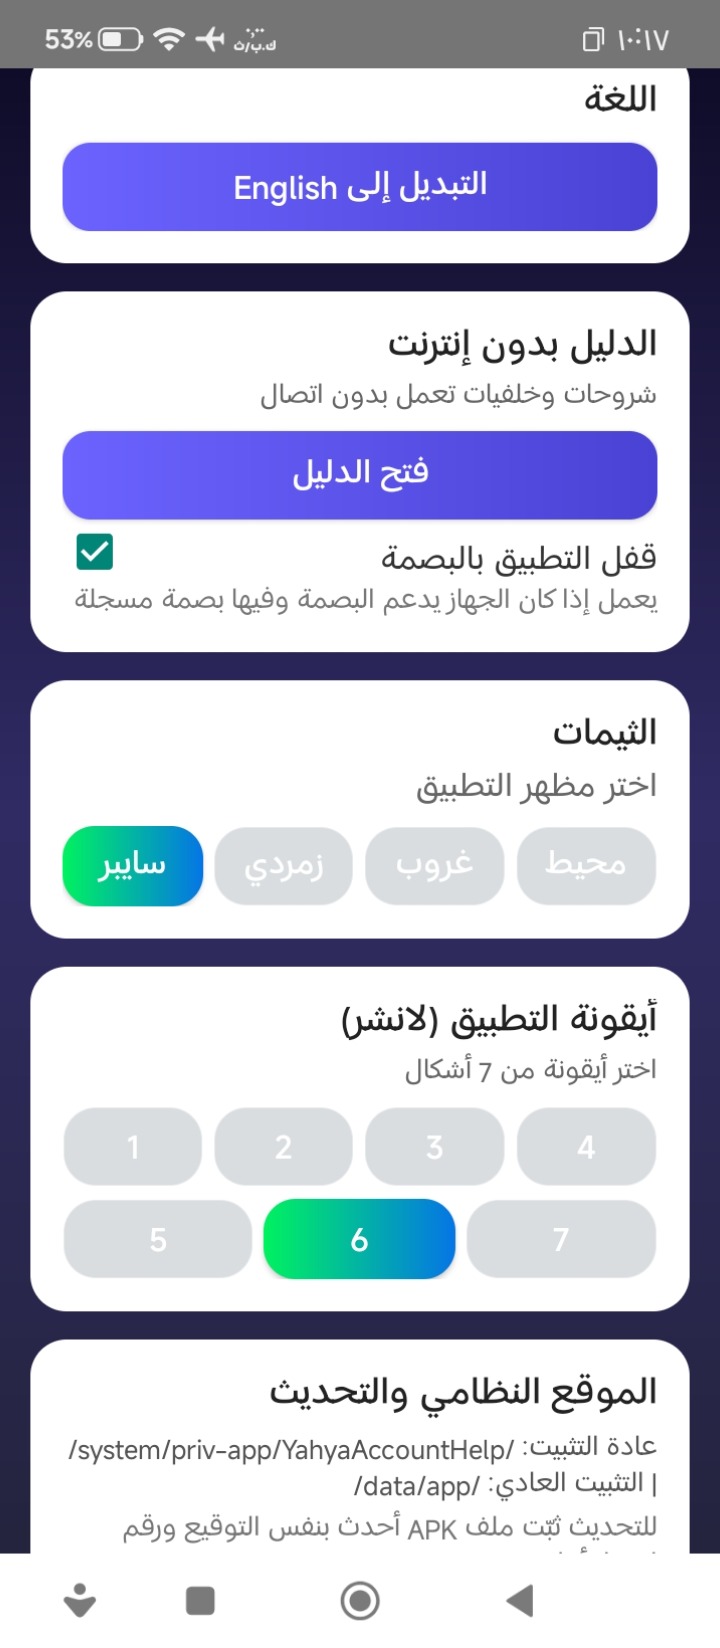 53%
ك.ب/ث
١٠:١٧
اللغة
التبديل إلى English
الدليل بدون إنترنت
شروحات وخلفيات تعمل بدون اتصال
فتح الدليل
قفل التطبيق بالبصمة
يعمل إذا كان الجهاز يدعم البصمة وفيها بصمة مسجلة
الثيمات
اختر مظهر التطبيق
محيط
غروب
زمردي
سايبر
أيقونة التطبيق (لانشر)
اختر أيقونة من 7 أشكال
1 2 3 4
5 6 7
الموقع النظامي والتحديث
عادة التثبيت: /system/priv-app/YahyaAccountHelp/
| التثبيت العادي: /data/app/
للتحديث ثبّت ملف APK أحدث بنفس التوقيع ورقم